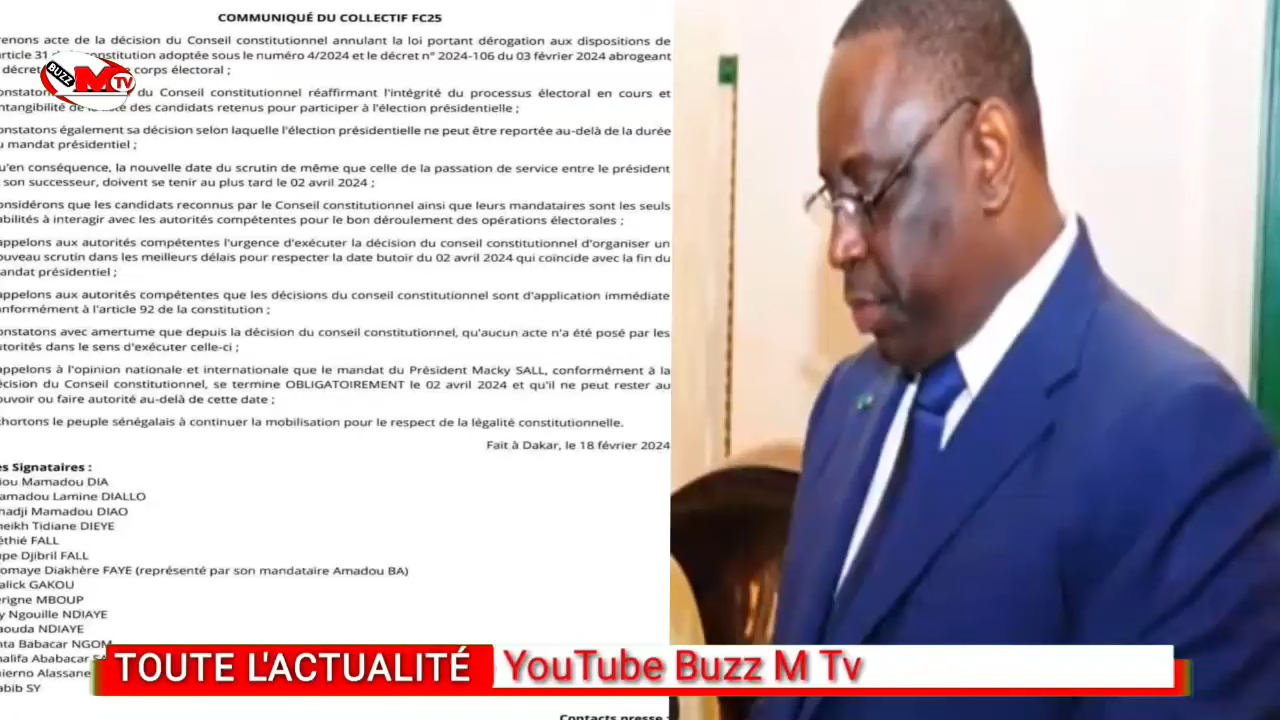 COMMUNIQUÉ DU COLLECTIF FC25
enons acte de la décision du Conseil constitutionnel annulant la loi portant dérogation aux dispositions de
article 31 constitution adoptée sous le numéro 4/2024 et le décret n° 2024-106 du 03 février 2024 abrogeant
décret corps électoral ;
onstatons du Conseil constitutionnel réaffirmant l'intégrité du processus électoral en cours et
ntangibilité de la liste des candidats retenus pour participer à l'élection présidentielle ;
onstatons également sa décision selon laquelle l'élection présidentielle ne peut être reportée au-delà de la durée
u mandat présidentiel ;
u'en conséquence, la nouvelle date du scrutin de même que celle de la passation de service entre le président
son successeur, doivent se tenir au plus tard le 02 avril 2024 ;
onsidérons que les candidats reconnus par le Conseil constitutionnel ainsi que leurs mandataires sont les seuls
abilités à interagir avec les autorités compétentes pour le bon déroulement des opérations électorales ;
appelons aux autorités compétentes l'urgence d'exécuter la décision du conseil constitutionnel d'organiser un
ouveau scrutin dans les meilleurs délais pour respecter la date butoir du 02 avril 2024 qui coïncide avec la fin du
andat présidentiel ;
appelons aux autorités compétentes que les décisions du conseil constitutionnel sont d'application immédiate
onformément à l'article 92 de la constitution ;
onstatons avec amertume que depuis la décision du conseil constitutionnel, qu'aucun acte n'a été posé par les
utorités dans le sens d'exécuter celle-ci ;
appelons à l'opinion nationale et internationale que le mandat du Président Macky SALL, conformément à la
écision du Conseil constitutionnel, se termine OBLIGATOIREMENT le 02 avril 2024 et qu'il ne peut rester au
ouvoir ou faire autorité au-delà de cette date ;
hortons le peuple sénégalais à continuer la mobilisation pour le respect de la légalité constitutionnelle.
Fait à Dakar, le 18 février 2024
es Signataires :
iou Mamadou DIA
amadou Lamine DIALLO
hadji Mamadou DIAO
heikh Tidiane DIEYE
éthié FALL
pe Djibril FALL
omaye Diakhère FAYE (représenté par son mandataire Amadou BA)
alick GAKOU
erigne MBOUP
y Ngouille NDIAYE
aouda NDIAYE
nta Babacar NGOM
halifa Ababacar
ierno Alassane
abib SY
Contacts presse :
BUZZ M TV
TOUTE L'ACTUALITÉ YouTube Buzz M Tv